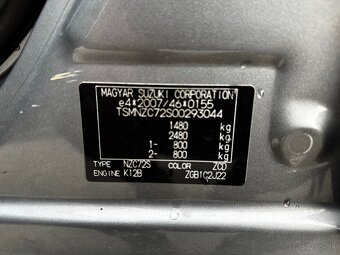 MAGYAR SUZUKI CORPORATION
e4*2007/46*0155
TSMNZC72S00293044
1480 kg
2480 kg
1- 800 kg
2- 800 kg
TYPE NZC72S COLOR ZCD
ENGINE K12B ZGB1C2J22